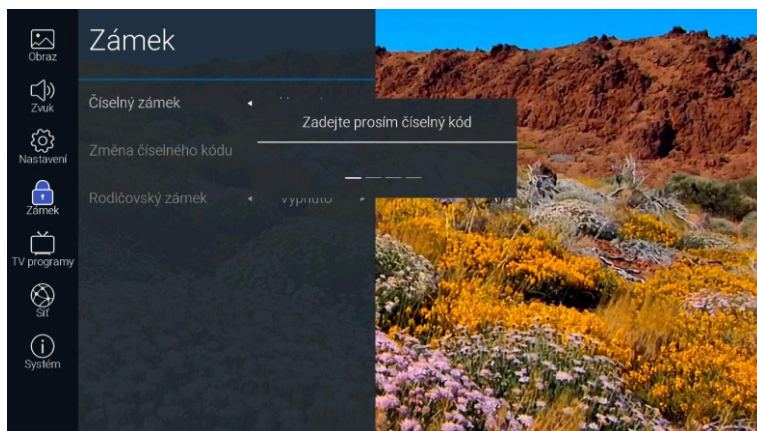 Obraz
Zvuk
Nastavení
Zámek
TV programy
Síť
Systém
Zámek
Číselný zámek
Změna číselného kódu
Rodičovský zámek
Vypnuto
Zadejte prosím číselný kód